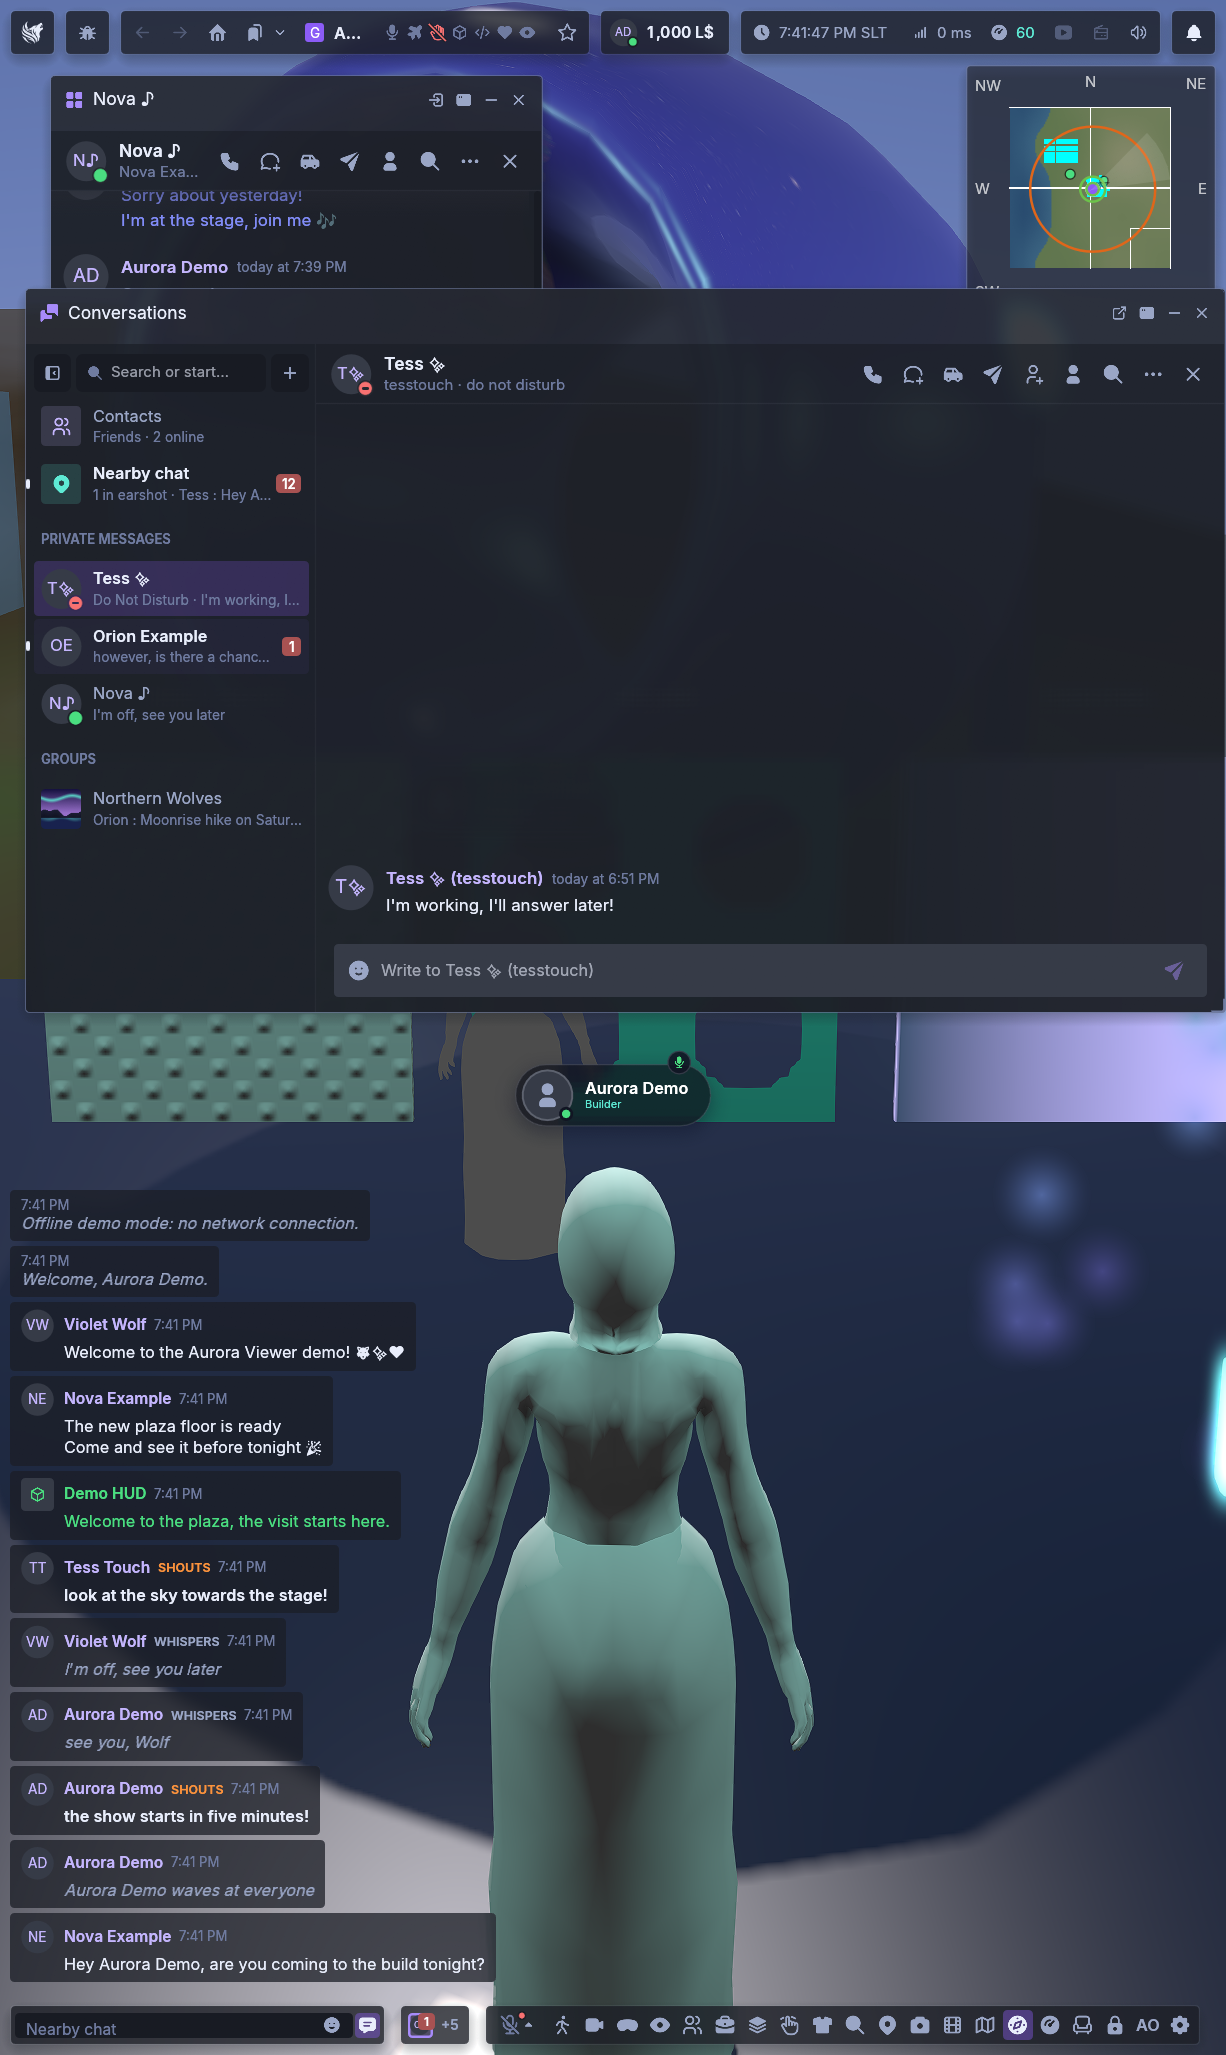 G A... AD 1,000 L$ 7:41:47 PM SLT 0 ms 60
Nova ♪
N♪ Nova ♪
Nova Exa...
Sorry about yesterday!
I'm at the stage, join me 🎶
AD Aurora Demo today at 7:39 PM
NW N NE
W E
Conversations
Search or start...
Contacts
Friends · 2 online
Nearby chat
1 in earshot · Tess : Hey A... 12
PRIVATE MESSAGES
T✨ Tess ✨
Do Not Disturb · I'm working, I...
OE Orion Example
however, is there a chanc... 1
N♪ Nova ♪
I'm off, see you later
GROUPS
Northern Wolves
Orion : Moonrise hike on Satur...
T✨ Tess ✨
tesstouch · do not disturb
T✨ Tess ✨ (tesstouch) today at 6:51 PM
I'm working, I'll answer later!
Write to Tess ✨ (tesstouch)
Aurora Demo
Builder
7:41 PM
Offline demo mode: no network connection.
7:41 PM
Welcome, Aurora Demo.
VW Violet Wolf 7:41 PM
Welcome to the Aurora Viewer demo! 🐺✨❤
NE Nova Example 7:41 PM
The new plaza floor is ready
Come and see it before tonight 🎉
Demo HUD 7:41 PM
Welcome to the plaza, the visit starts here.
TT Tess Touch SHOUTS 7:41 PM
look at the sky towards the stage!
VW Violet Wolf WHISPERS 7:41 PM
I'm off, see you later
AD Aurora Demo WHISPERS 7:41 PM
see you, Wolf
AD Aurora Demo SHOUTS 7:41 PM
the show starts in five minutes!
AD Aurora Demo 7:41 PM
Aurora Demo waves at everyone
NE Nova Example 7:41 PM
Hey Aurora Demo, are you coming to the build tonight?
Nearby chat
1 +5
AO